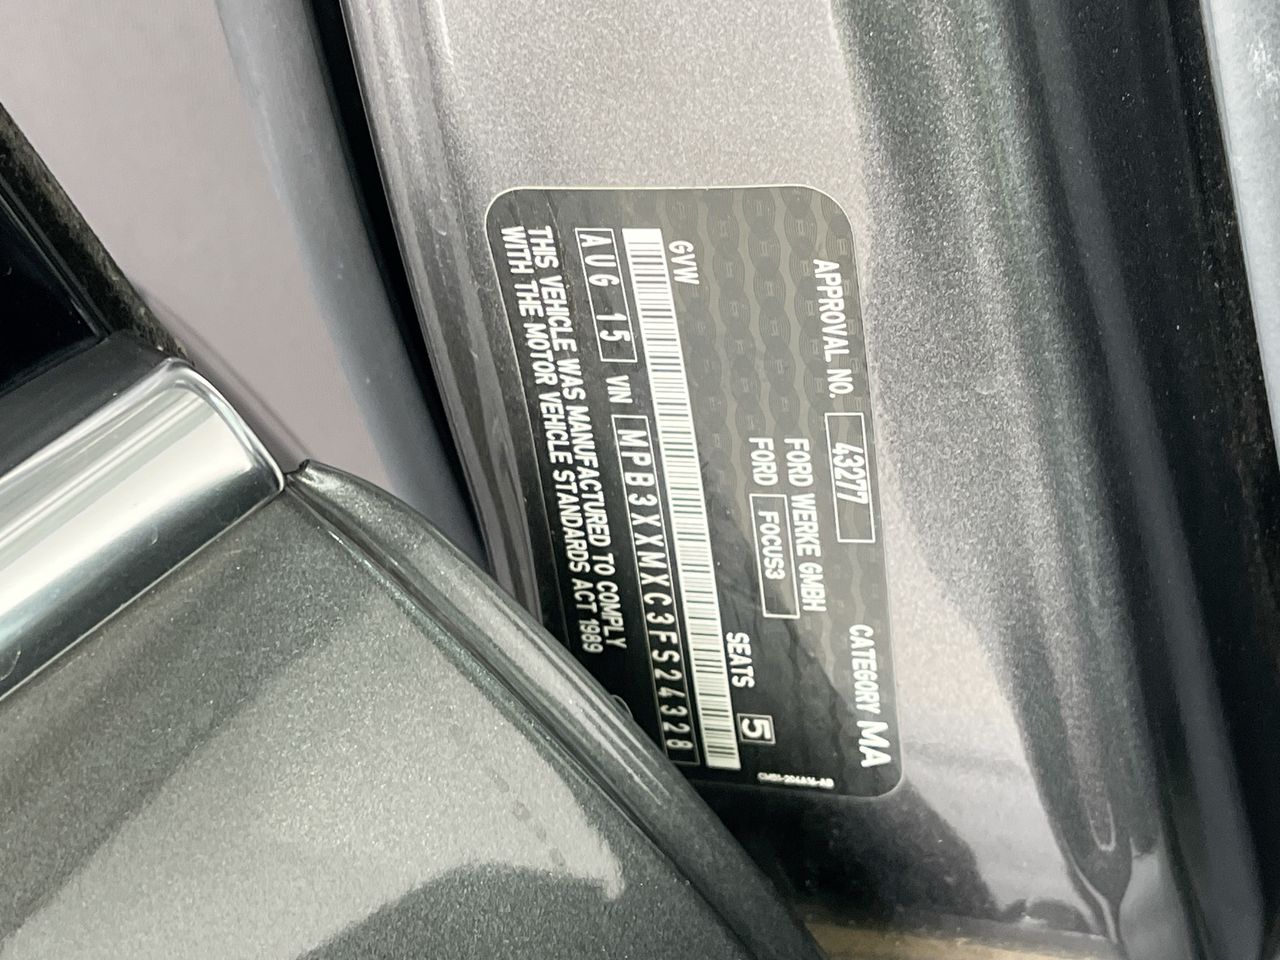 APPROVAL NO. 43277 CATEGORY MA
FORD WERKE GMBH
FORD FOCUS3
GVW SEATS 5
AUG 15 VIN MPB3XXMXC3FS24328
THIS VEHICLE WAS MANUFACTURED TO COMPLY
WITH THE MOTOR VEHICLE STANDARDS ACT 1989